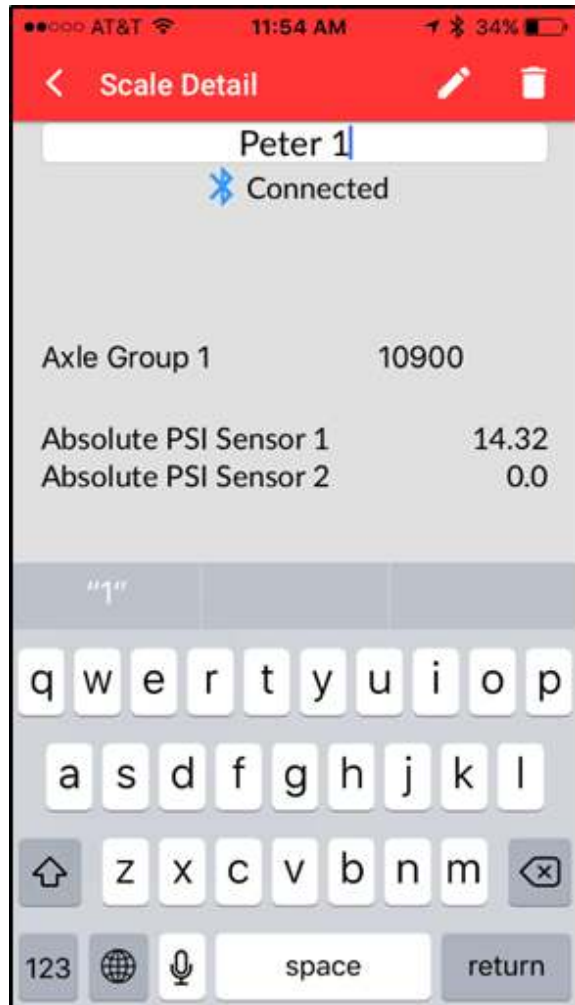 AT&T 11:54 AM 34%
Scale Detail
Peter 1
Connected
Axle Group 1 10900
Absolute PSI Sensor 1 14.32
Absolute PSI Sensor 2 0.0
"1"
q w e r t y u i o p
a s d f g h j k l
z x c v b n m
123 space return